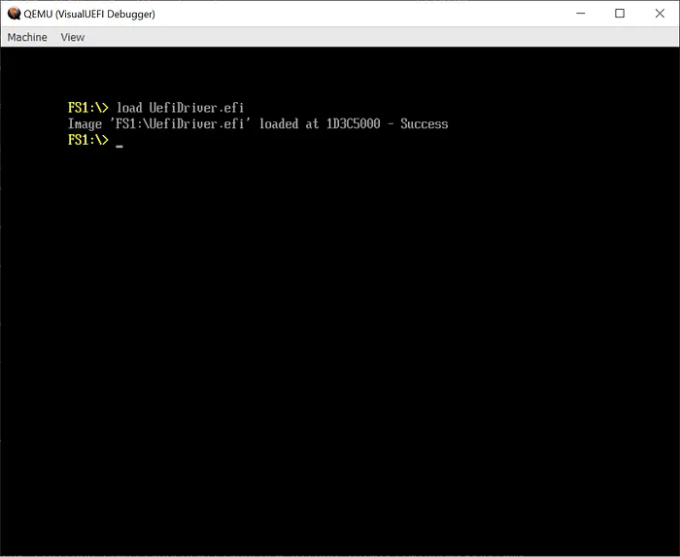 QEMU (VisualUEFI Debugger)
Machine View
FS1:\> load UefiDriver.efi
Image 'FS1:\UefiDriver.efi' loaded at 1D3C5000 - Success
FS1:\> _